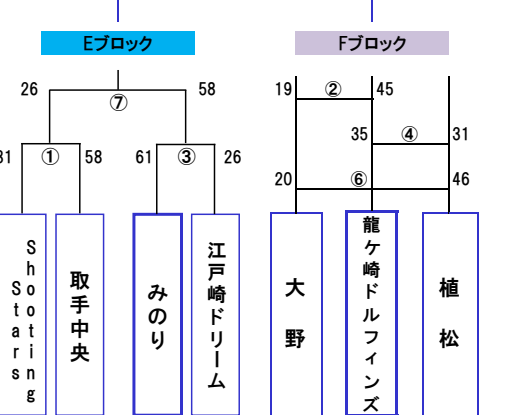 Eブロック
Fブロック
26
⑦
58
19
②
45
①
58
61
③
26
35
④
31
20
⑥
46
Shooting
Stars
取手中央
みのり
江戸崎ドリーム
大野
龍ケ崎ドルフィンズ
植松